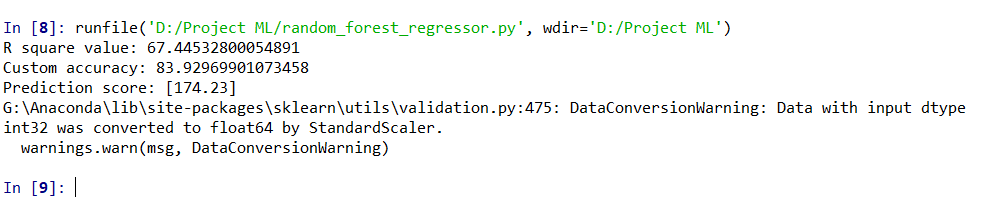 In [8]: runfile('D:/Project ML/random_forest_regressor.py', wdir='D:/Project ML')
R square value: 67.44532800054891
Custom accuracy: 83.92969901073458
Prediction score: [174.23]
G:\Anaconda\lib\site-packages\sklearn\utils\validation.py:475: DataConversionWarning: Data with input dtype
int32 was converted to float64 by StandardScaler.
  warnings.warn(msg, DataConversionWarning)
In [9]: